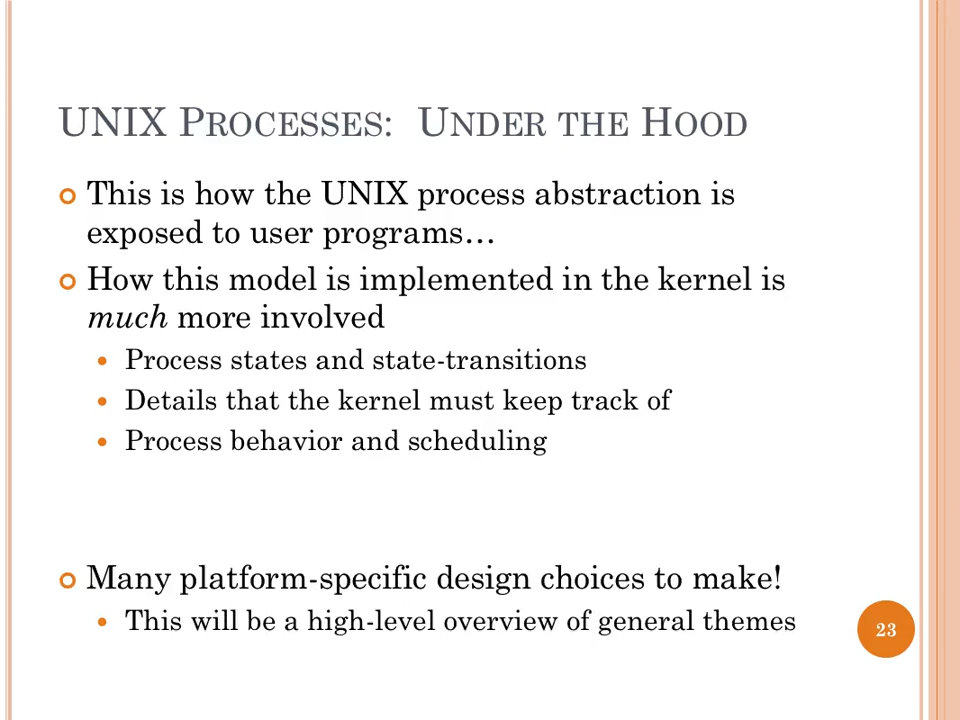 UNIX PROCESSES: UNDER THE HOOD
This is how the UNIX process abstraction is
exposed to user programs…
How this model is implemented in the kernel is
much more involved
Process states and state-transitions
Details that the kernel must keep track of
Process behavior and scheduling
Many platform-specific design choices to make!
This will be a high-level overview of general themes
23